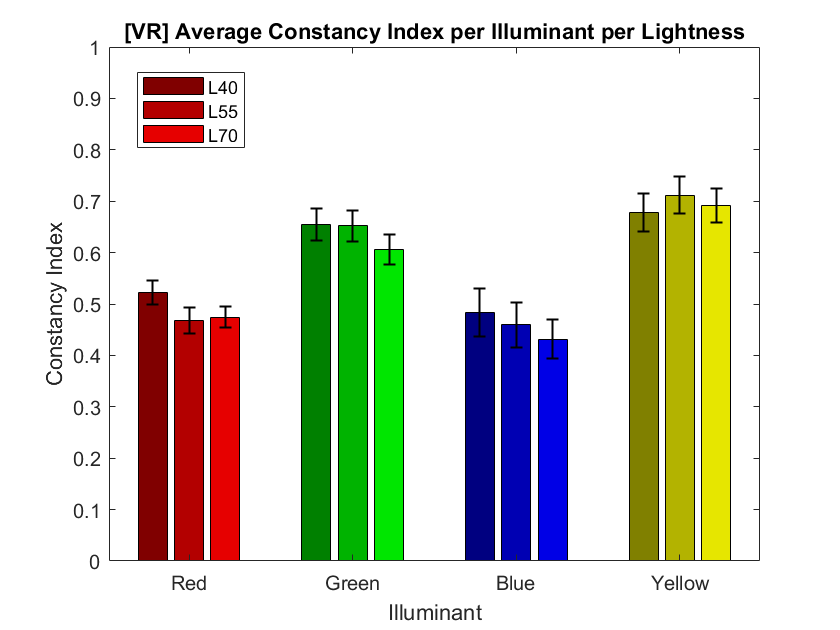 [VR] Average Constancy Index per Illuminant per Lightness
L40
L55
L70
Constancy Index
1
0.9
0.8
0.7
0.6
0.5
0.4
0.3
0.2
0.1
0
Red Green Blue Yellow
Illuminant